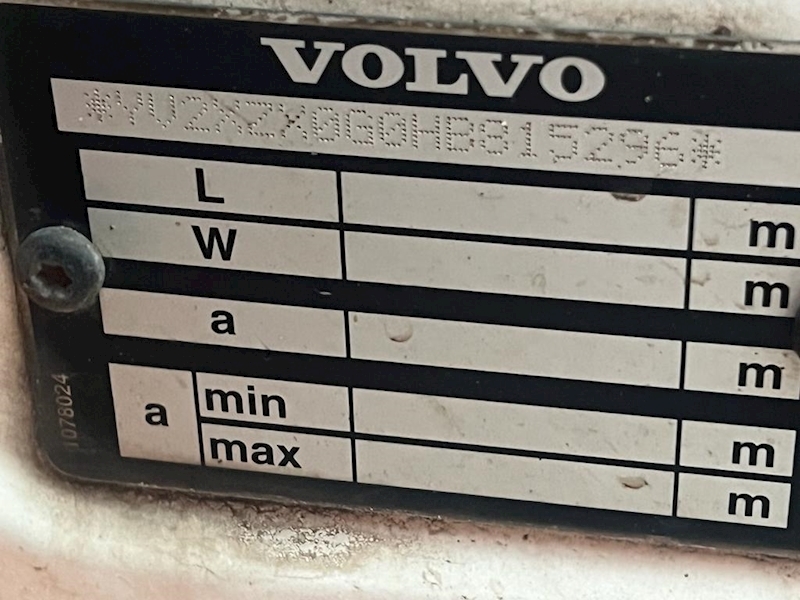 VOLVO
*YV2XZX0G0HB815296*
L m
W m
a m
a min m
max m
1078024